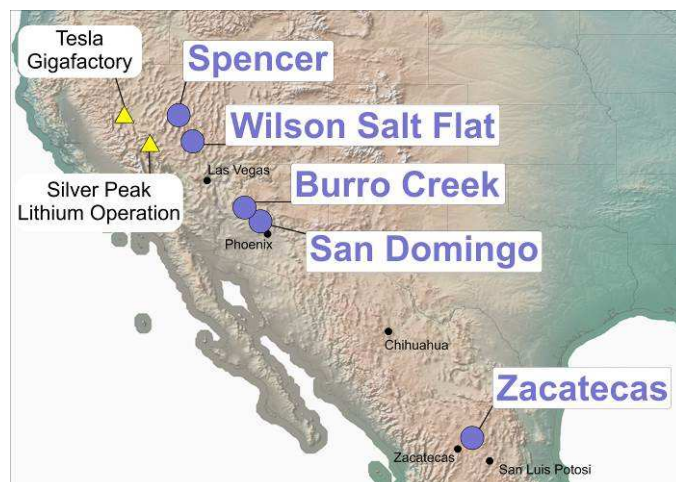 Tesla
Gigafactory
Spencer
Wilson Salt Flat
Las Vegas
Silver Peak
Lithium Operation
Burro Creek
Phoenix
San Domingo
Chihuahua
Zacatecas
Zacatecas
San Luis Potosi